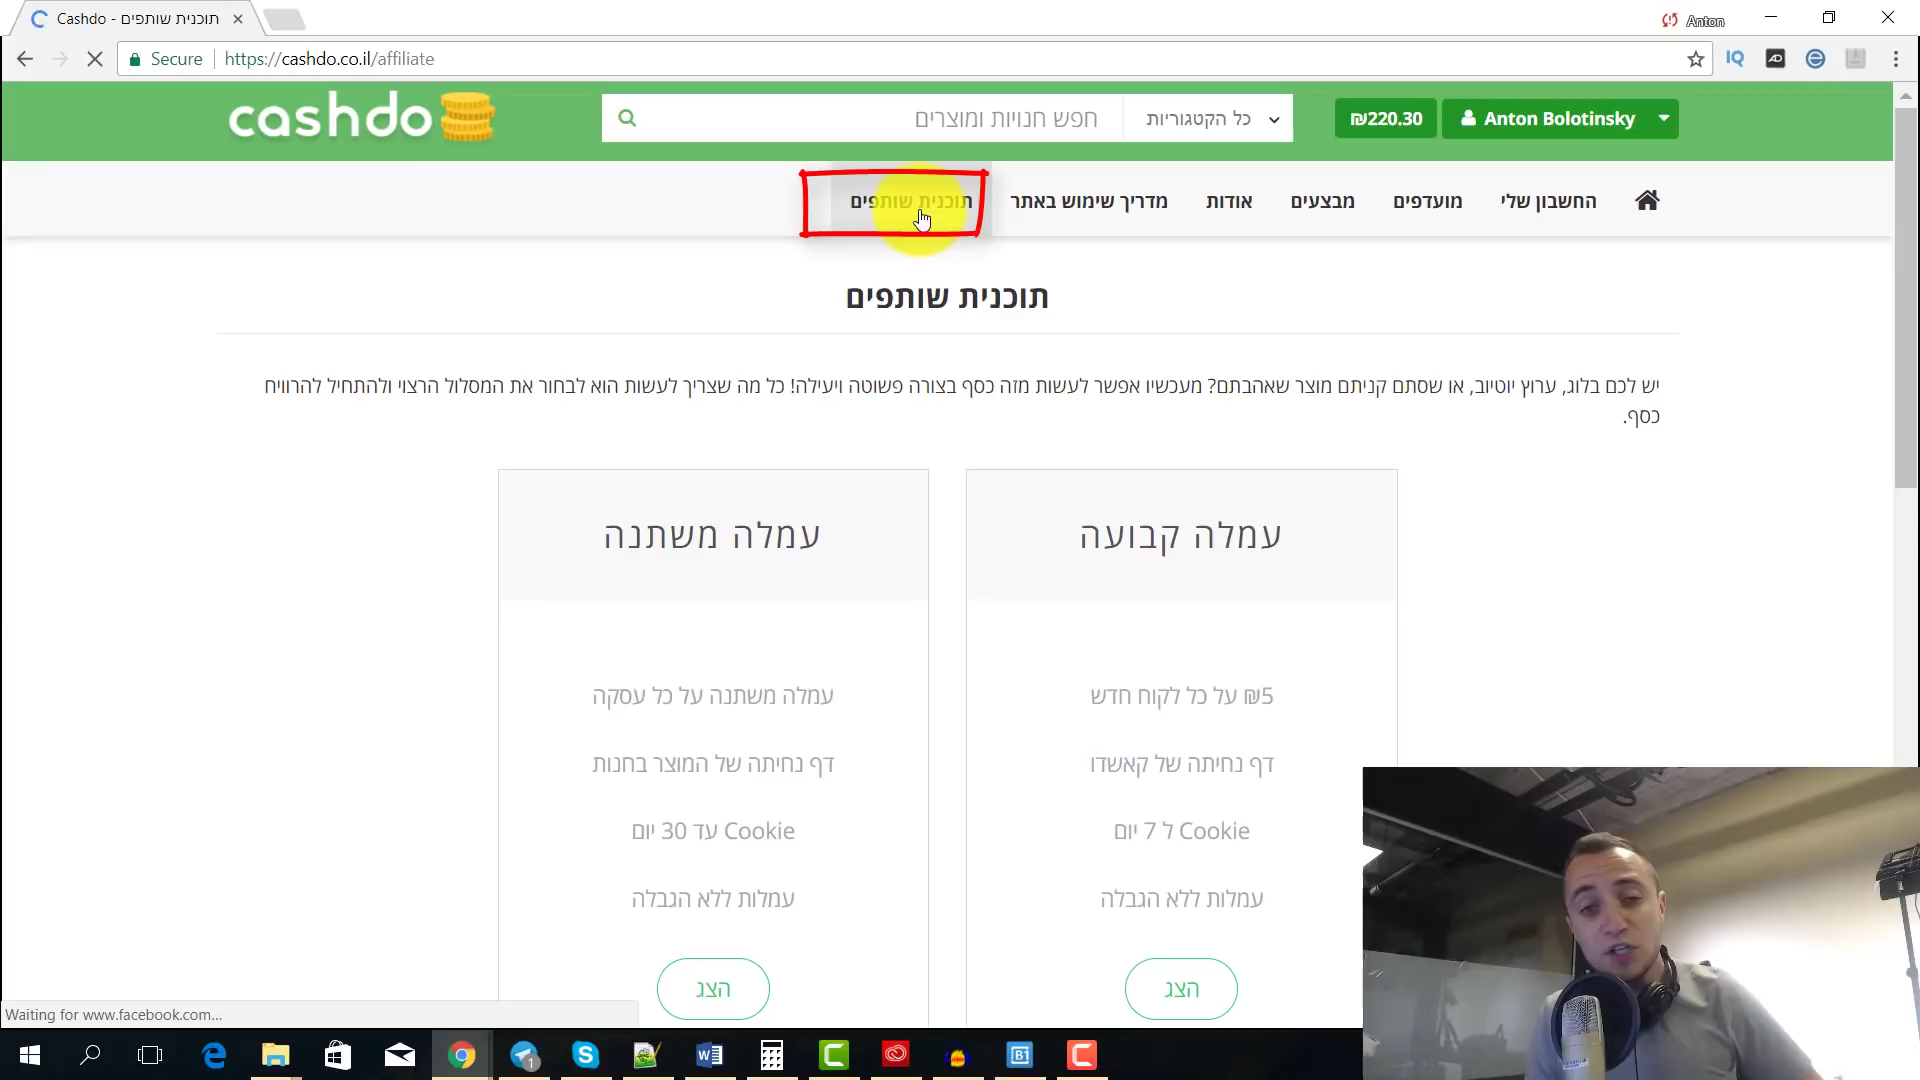 Cashdo - תוכנית שותפים
Anton
Secure
https://cashdo.co.il/affiliate
cashdo
חפש חנויות ומוצרים
כל הקטגוריות
₪220.30
Anton Bolotinsky
החשבון שלי
מועדפים
מבצעים
אודות
מדריך שימוש באתר
תוכנית שותפים
תוכנית שותפים
יש לכם בלוג, ערוץ יוטיוב, או שסתם קניתם מוצר שאהבתם? מעכשיו אפשר לעשות מזה כסף בצורה פשוטה ויעילה! כל מה שצריך לעשות הוא לבחור את המסלול הרצוי ולהתחיל להרוויח
כסף.
עמלה קבועה
₪5 על כל לקוח חדש
דף נחיתה של קאשדו
Cookie ל 7 יום
עמלות ללא הגבלה
הצג
עמלה משתנה
עמלה משתנה על כל עסקה
דף נחיתה של המוצר בחנות
Cookie עד 30 יום
עמלות ללא הגבלה
הצג
Waiting for www.facebook.com...